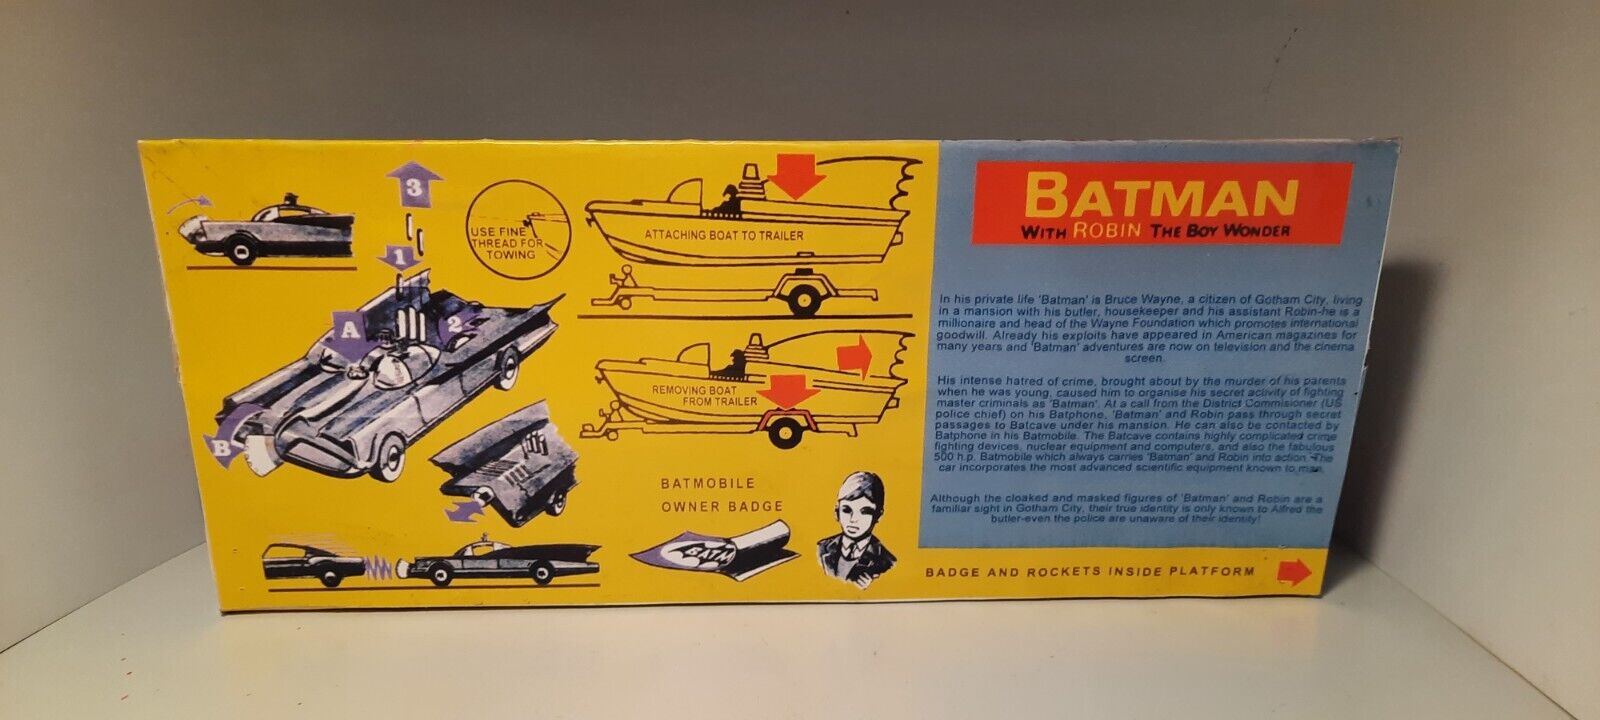 3
1
USE FINE
THREAD FOR
TOWING
A
2
B
ATTACHING BOAT TO TRAILER
REMOVING BOAT
FROM TRAILER
BATMOBILE
OWNER BADGE
BATM
BATMAN
WITH ROBIN THE BOY WONDER
In his private life 'Batman' is Bruce Wayne, a citizen of Gotham City, living
in a mansion with his butler, housekeeper and his assistant Robin-he is a
millionaire and head of the Wayne Foundation which promotes international
goodwill. Already his exploits have appeared in American magazines for
many years and 'Batman' adventures are now on television and the cinema
screen.
His intense hatred of crime, brought about by the murder of his parents
when he was young, caused him to organise his secret activity of fighting
master criminals as 'Batman'. At a call from the District Commisioner (US
police chief) on his Batphone, 'Batman' and Robin pass through secret
passages to Batcave under his mansion. He can also be contacted by
Batphone in his Batmobile. The Batcave contains highly complicated crime
fighting devices, nuclear equipment and computers, and also the fabulous
500 h.p. Batmobile which always carries 'Batman' and Robin into action. The
car incorporates the most advanced scientific equipment known to man.
Although the cloaked and masked figures of 'Batman' and Robin are a
familiar sight in Gotham City, their true identity is only known to Alfred the
butler-even the police are unaware of their identity!
BADGE AND ROCKETS INSIDE PLATFORM